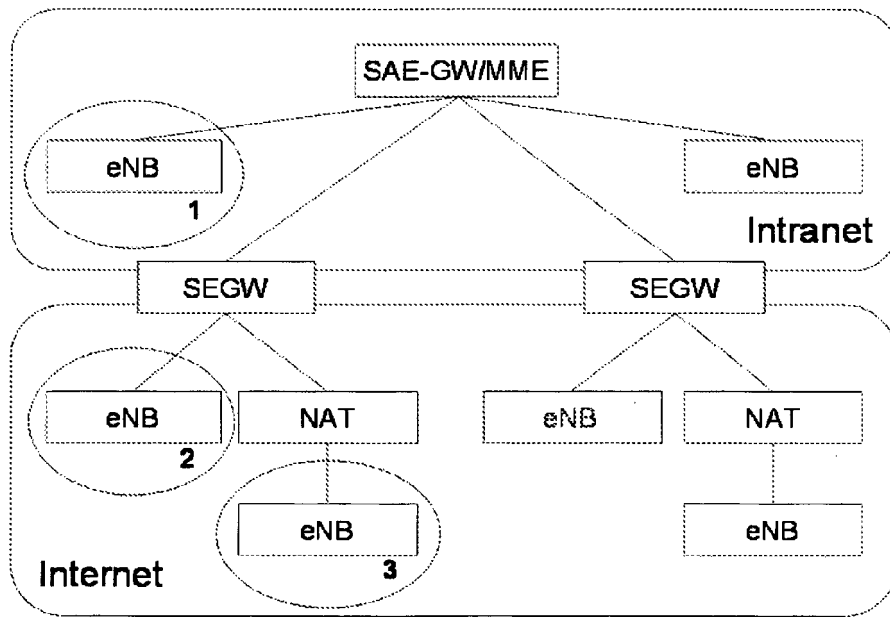 SAE-GW/MME
eNB
1
eNB
Intranet
SEGW
SEGW
eNB
2
NAT
eNB
NAT
eNB
3
eNB
Internet